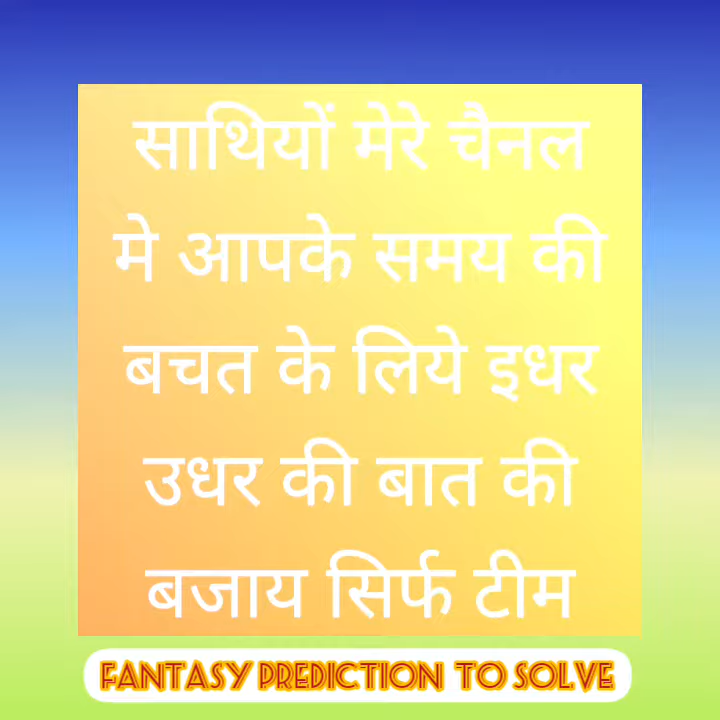 साथियों मेरे चैनल
मे आपके समय की
बचत के लिये इधर
उधर की बात की
बजाय सिर्फ टीम
FANTASY PREDICTION TO SOLVE